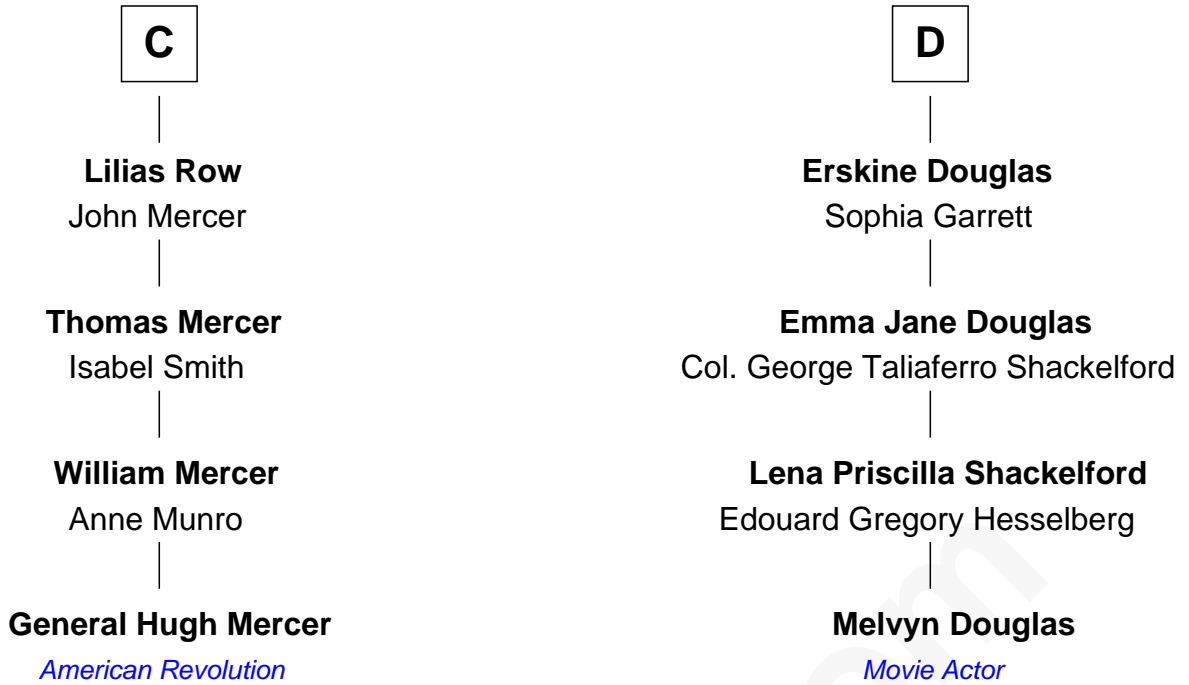 C
Lilias Row
John Mercer
Thomas Mercer
Isabel Smith
William Mercer
Anne Munro
General Hugh Mercer
American Revolution
D
Erskine Douglas
Sophia Garrett
Emma Jane Douglas
Col. George Taliaferro Shackelford
Lena Priscilla Shackelford
Edouard Gregory Hesselberg
Melvyn Douglas
Movie Actor